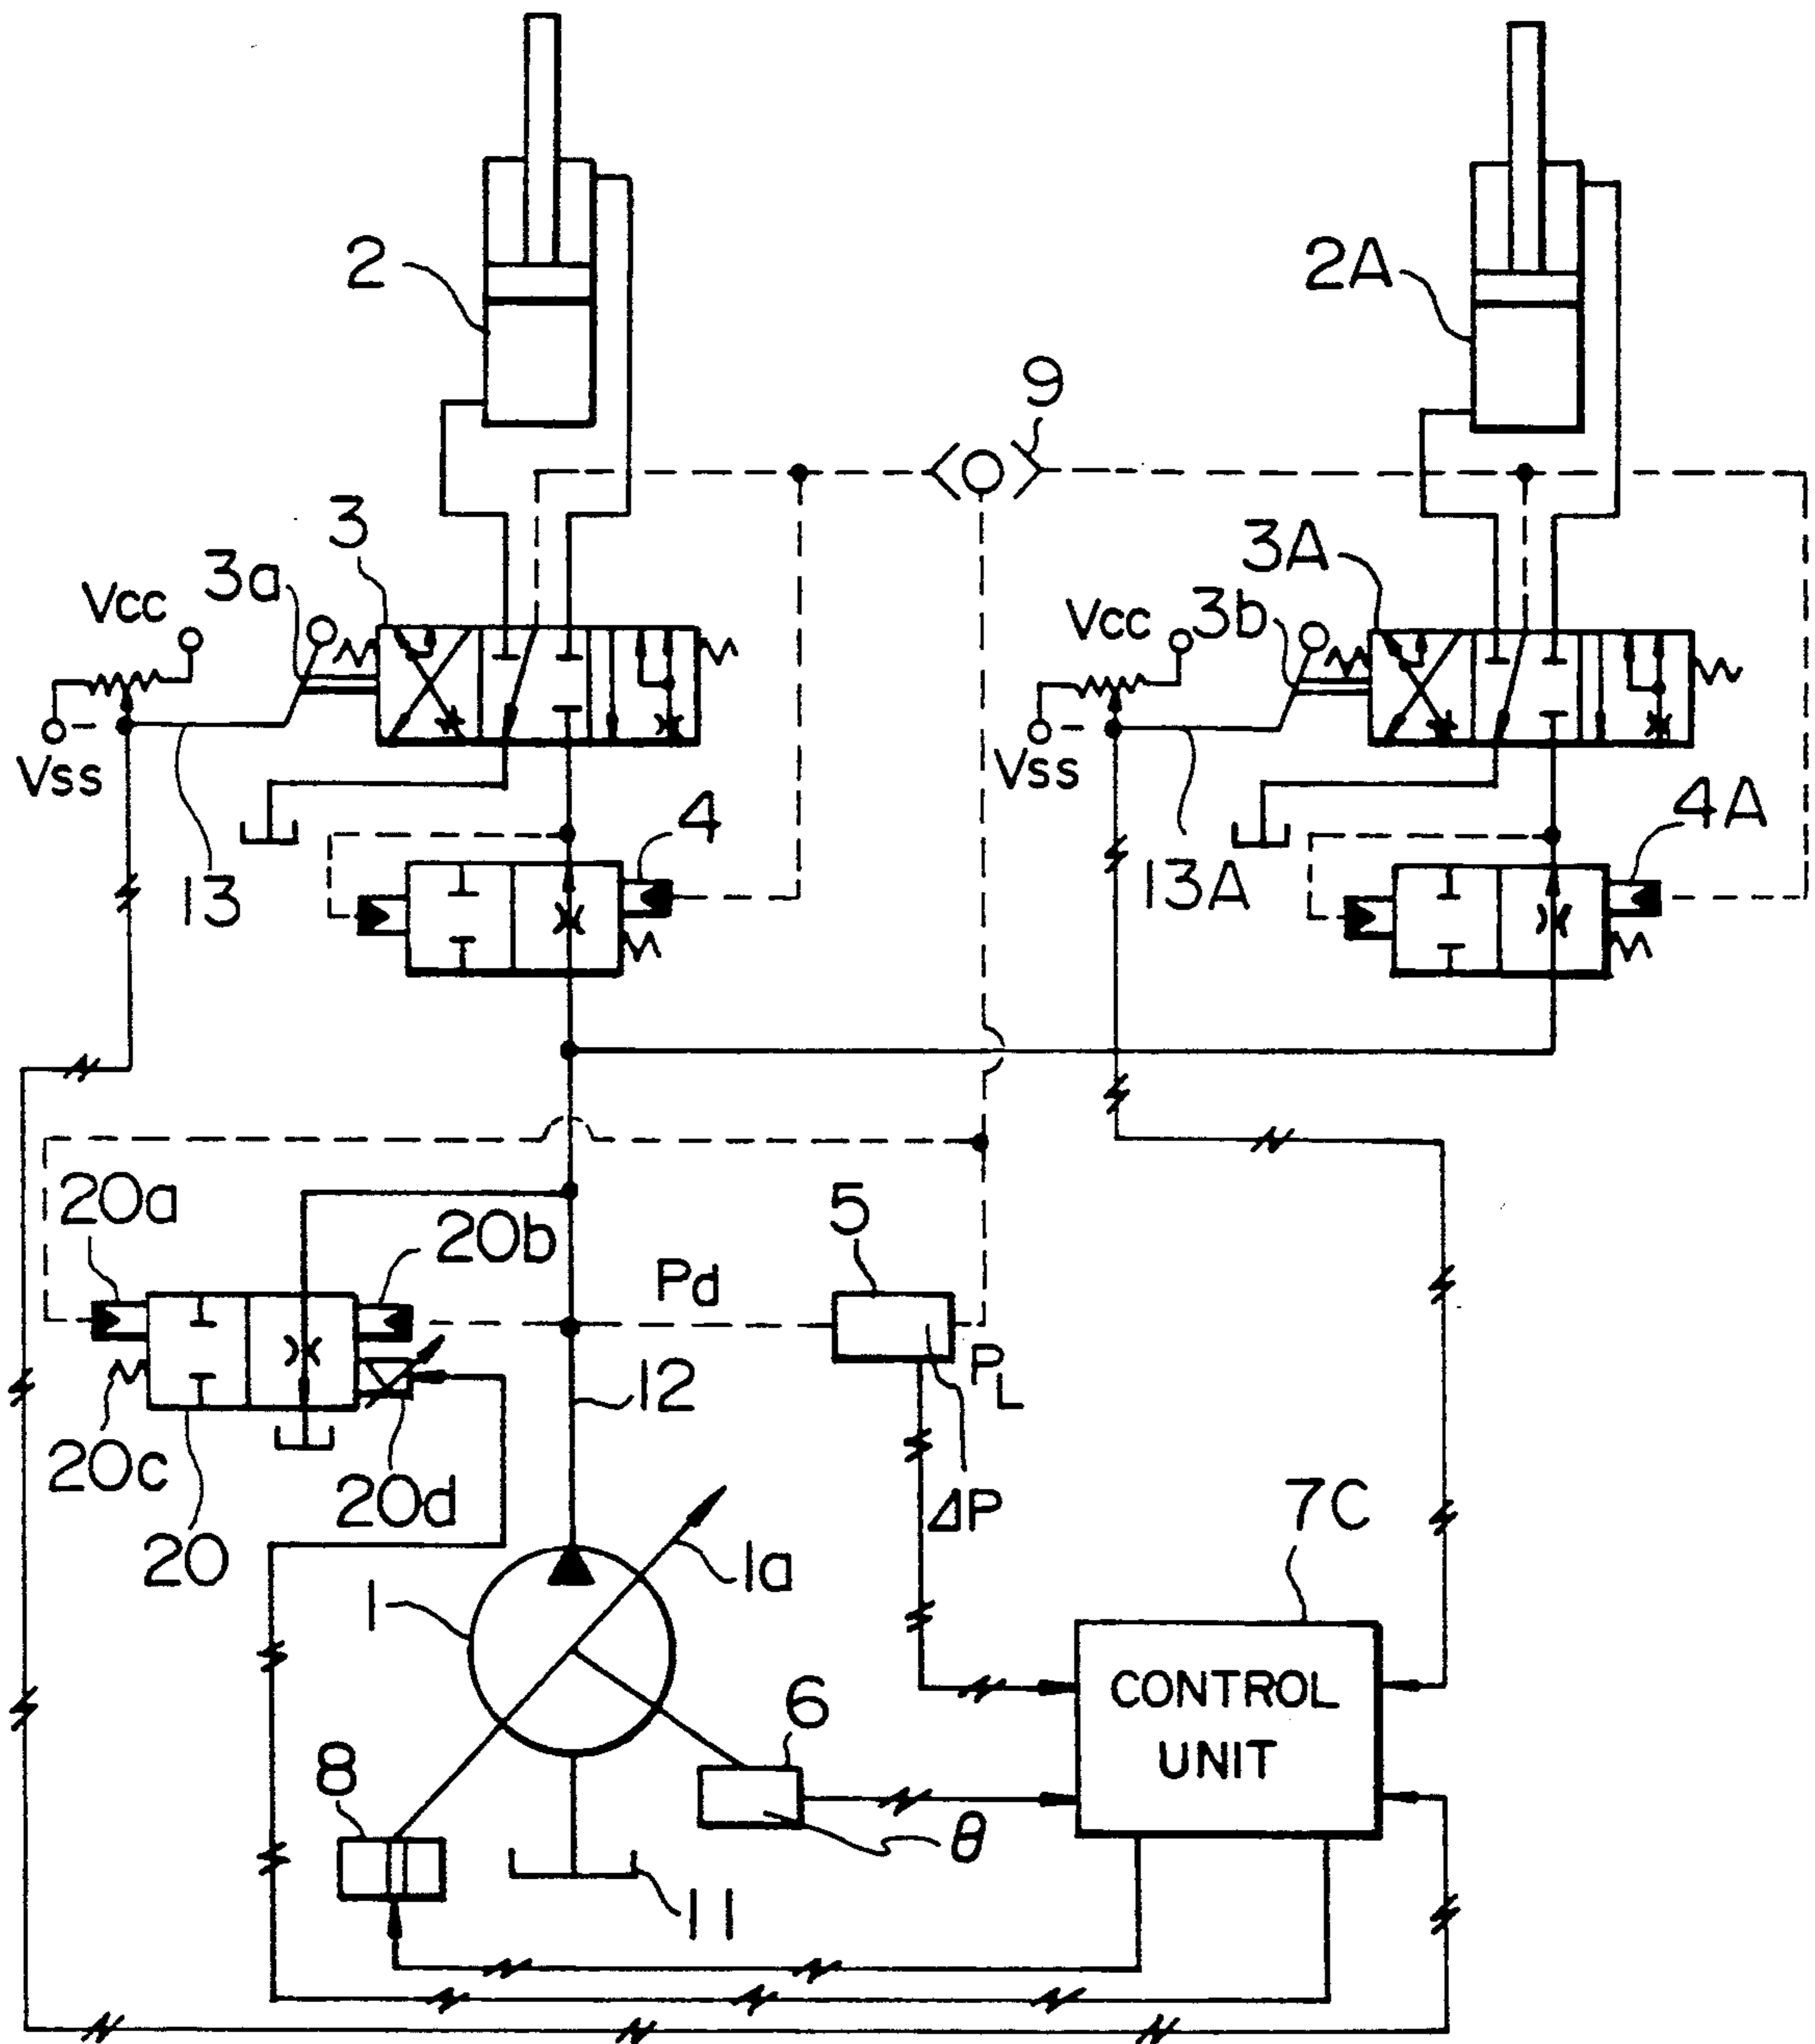 2
2A
9
3
3a
Vcc
Vss
3A
3b
Vcc
Vss
4
4A
13
13A
20a
20b
5
Pd
PL
12
20c
20d
20
ΔP
7C
1a
1
CONTROL
UNIT
6
8
θ
11